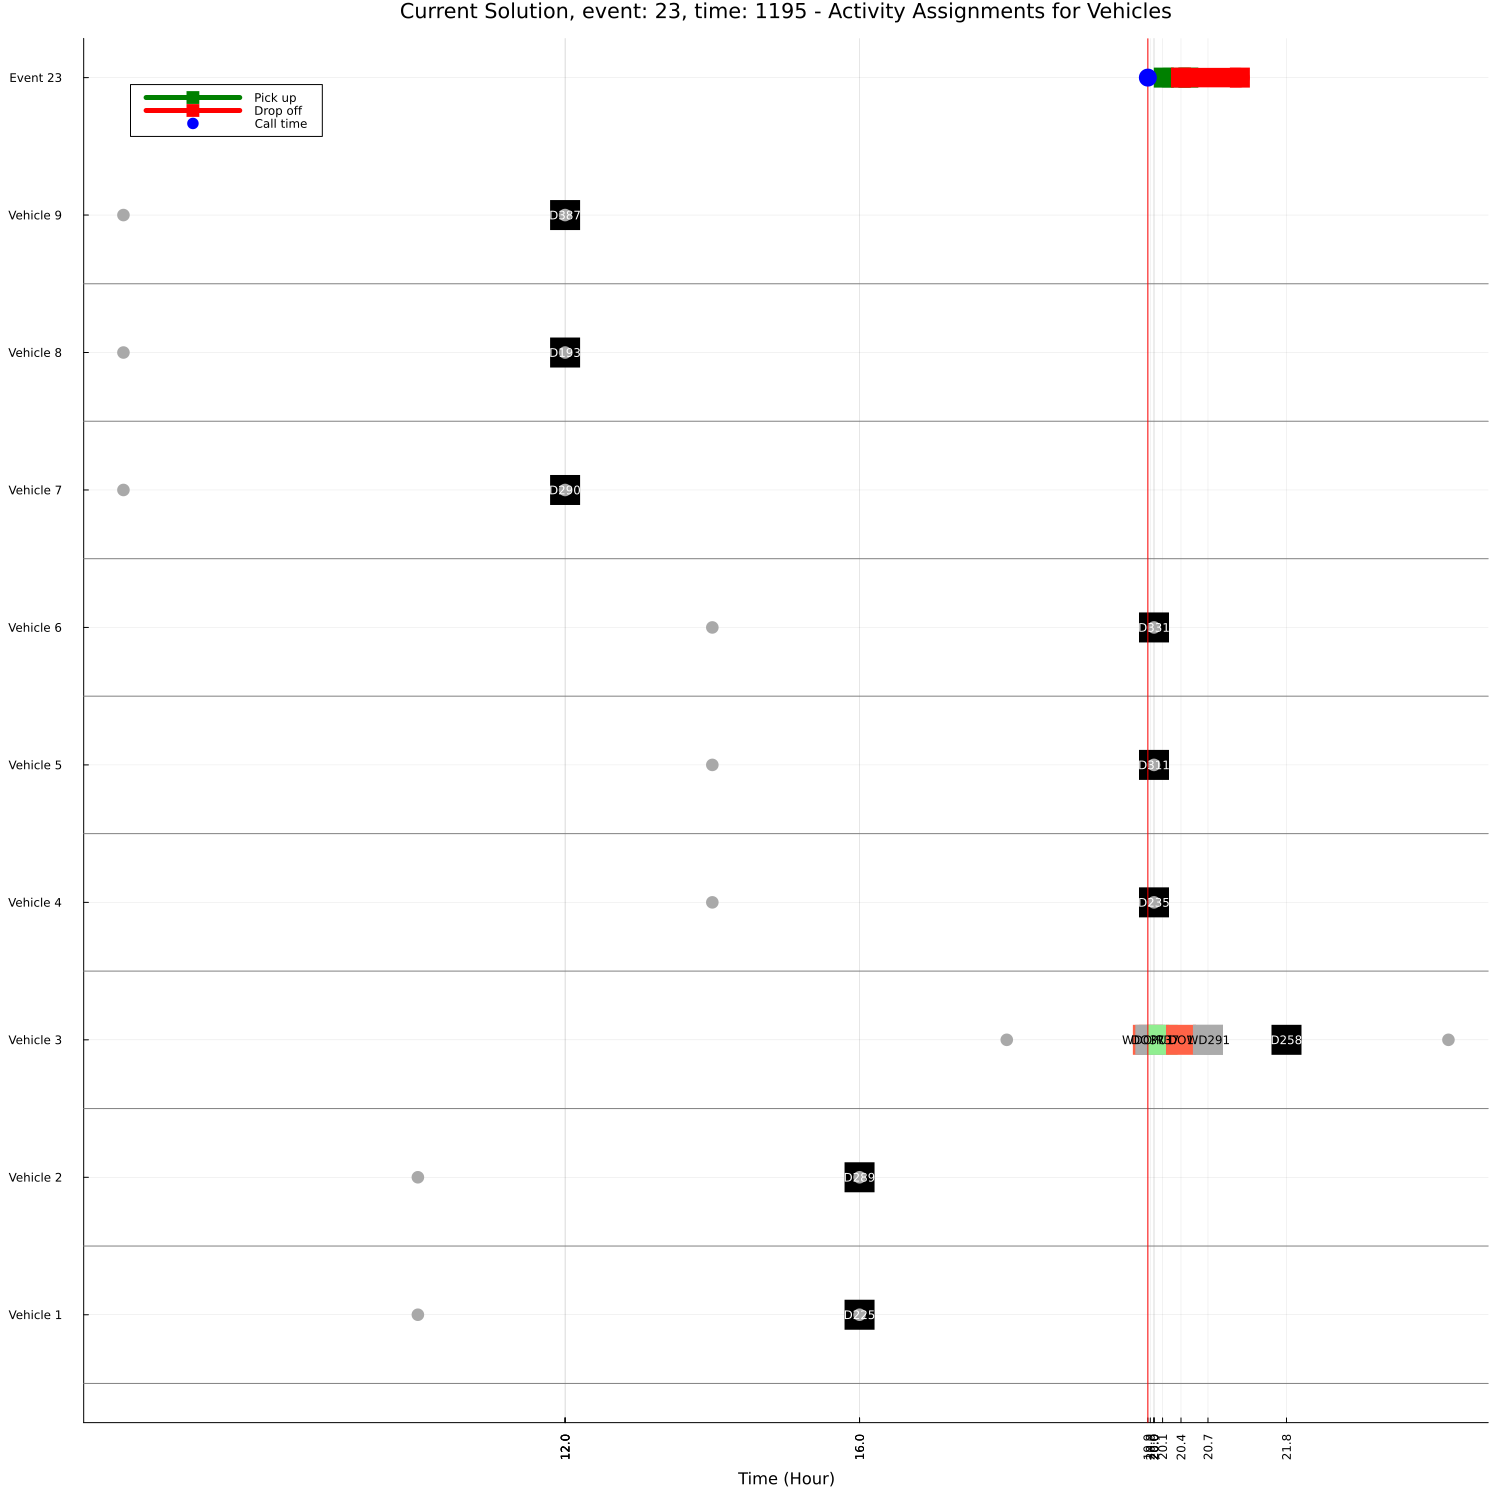 Current Solution, event: 23, time: 1195 - Activity Assignments for Vehicles
Event 23
Pick up
Drop off
Call time
Vehicle 9
D387
Vehicle 8
D193
Vehicle 7
D290
Vehicle 6
D331
Vehicle 5
D311
Vehicle 4
D235
Vehicle 3
WD291
D258
Vehicle 2
D289
Vehicle 1
D225
12.0
16.0
20.1
20.4
20.7
21.8
Time (Hour)